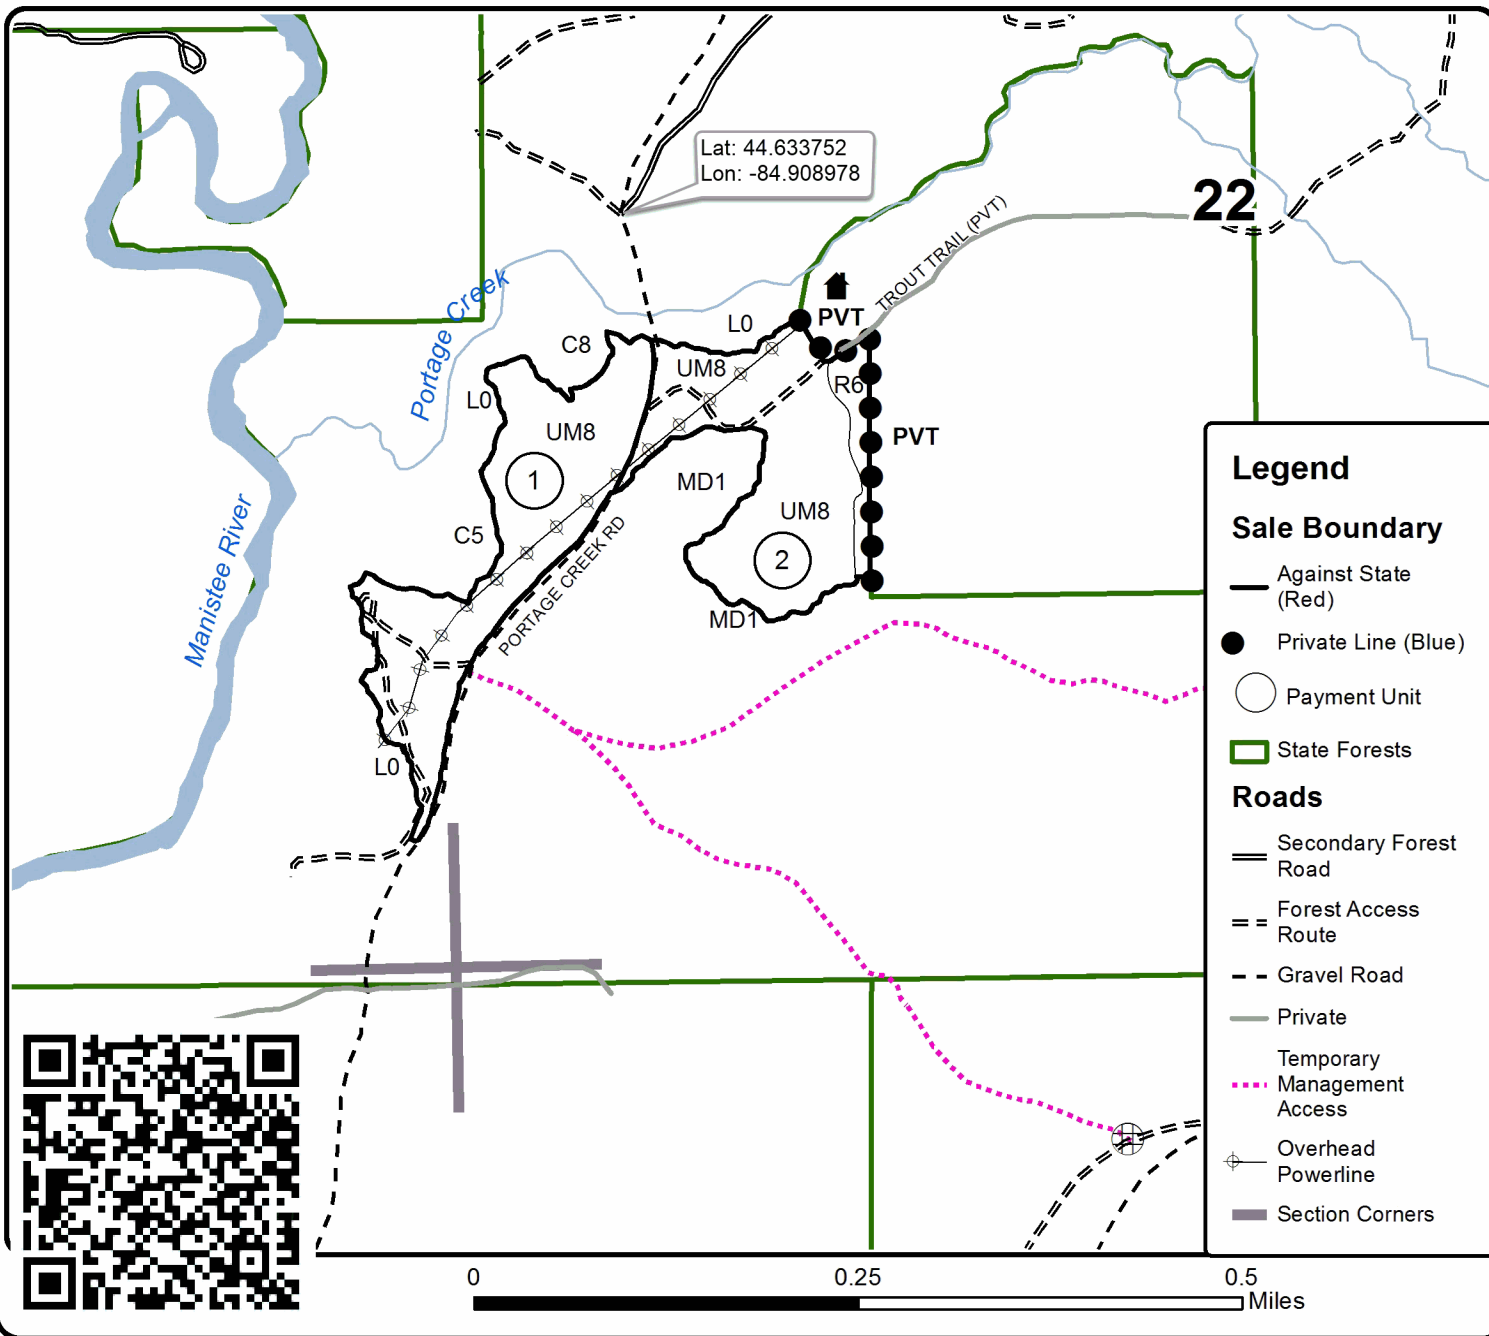 Lat: 44.633752
Lon: -84.908978
22
TROUT TRAIL (PVT)
Portage Creek
PVT
L0
C8
UM8
R6
L0
UM8
PVT
1
MD1
UM8
C5
2
PORTAGE CREEK RD
Manistee River
MD1
L0
Legend
Sale Boundary
Against State
(Red)
Private Line (Blue)
Payment Unit
State Forests
Roads
Secondary Forest
Road
Forest Access
Route
Gravel Road
Private
Temporary
Management
Access
Overhead
Powerline
Section Corners
0 0.25 0.5
Miles